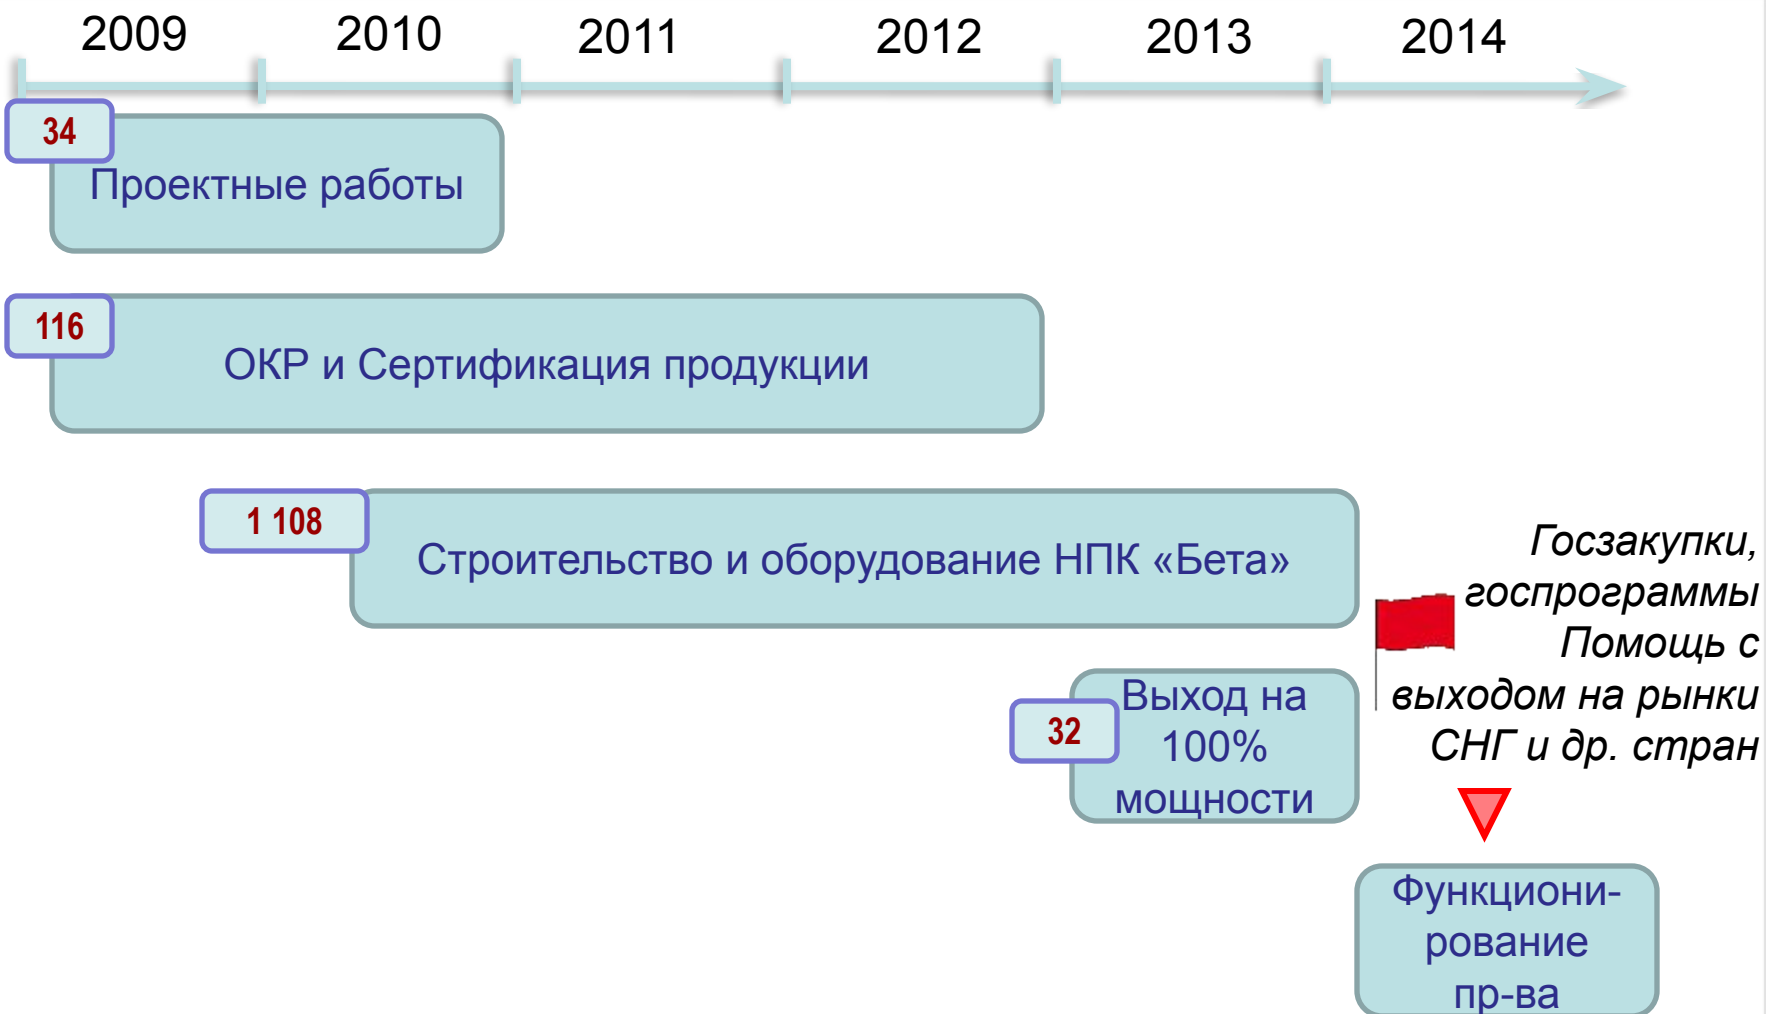 2009 2010 2011 2012 2013 2014
34
Проектные работы
116
ОКР и Сертификация продукции
1 108
Строительство и оборудование НПК «Бета»
Госзакупки,
госпрограммы
Помощь с
выходом на рынки
СНГ и др. стран
32
Выход на
100%
мощности
Функциони-
рование
пр-ва